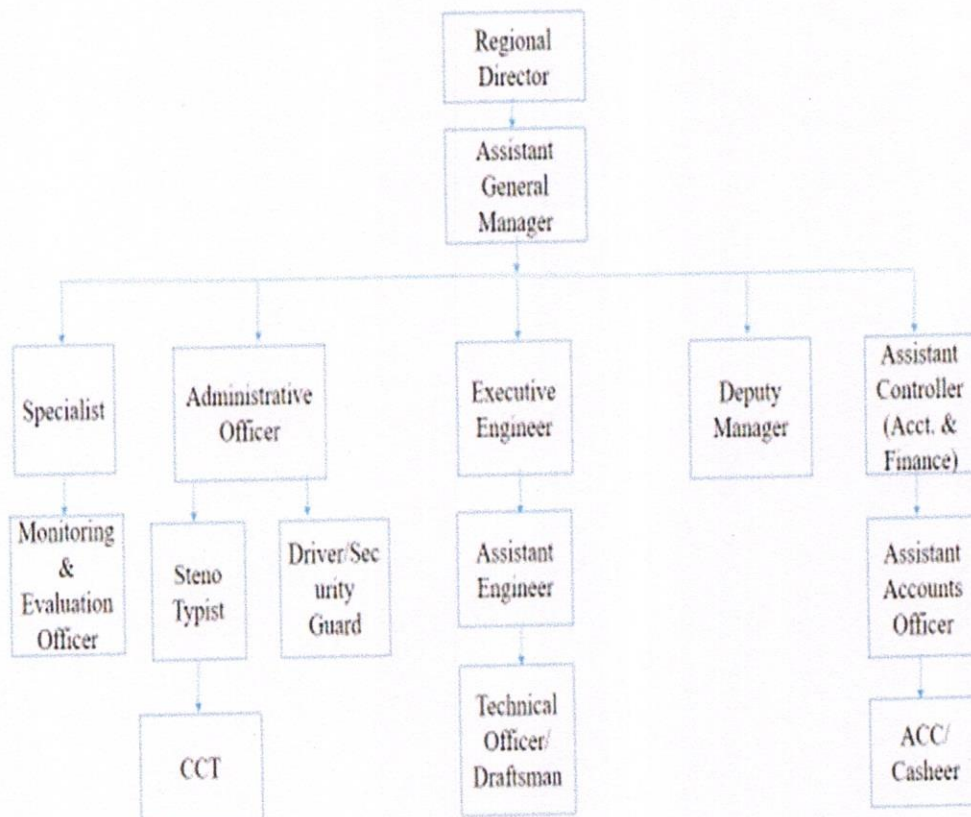 Regional
Director
Assistant
General
Manager
Specialist
Administrative
Officer
Executive
Engineer
Deputy
Manager
Assistant
Controller
(Acct. &
Finance)
Monitoring
&
Evaluation
Officer
Steno
Typist
Driver/Sec
urity
Guard
Assistant
Engineer
Assistant
Accounts
Officer
CCT
Technical
Officer/
Draftsman
ACC/
Casheer